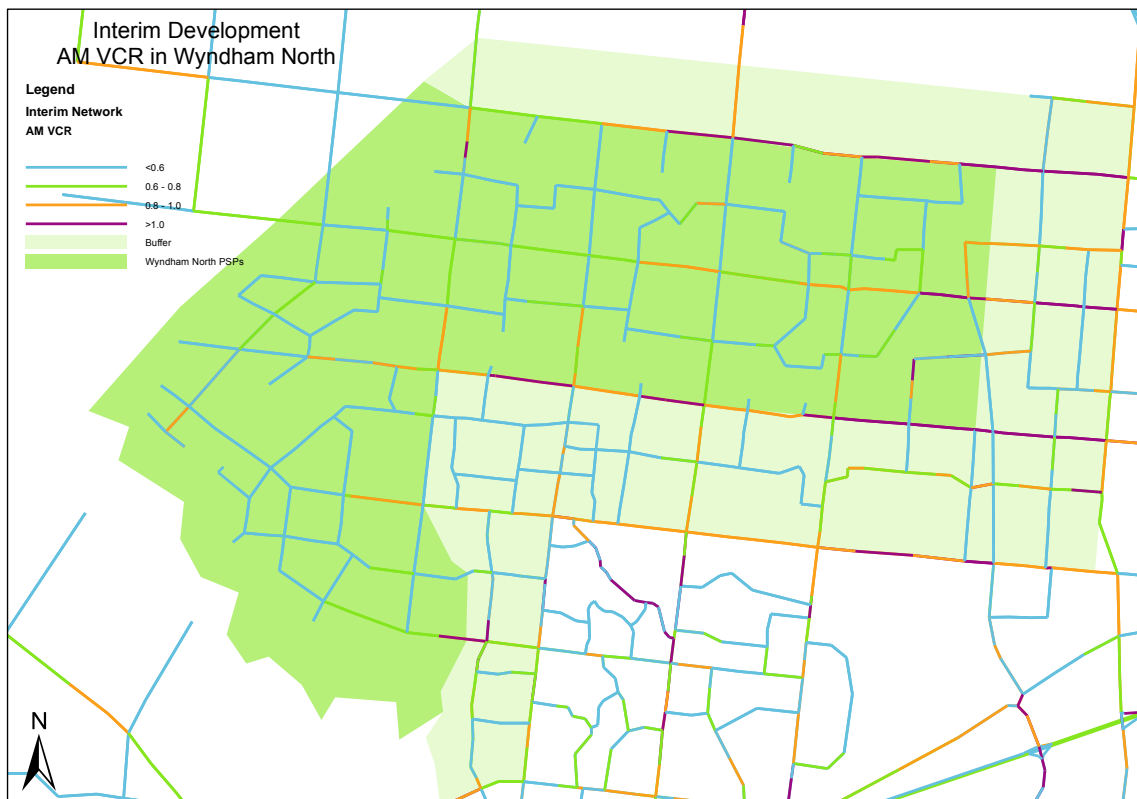 Interim Development
AM VCR in Wyndham North
Legend
Interim Network
AM VCR
<0.6
0.6 - 0.8
0.8 - 1.0
>1.0
Buffer
Wyndham North PSPs
N